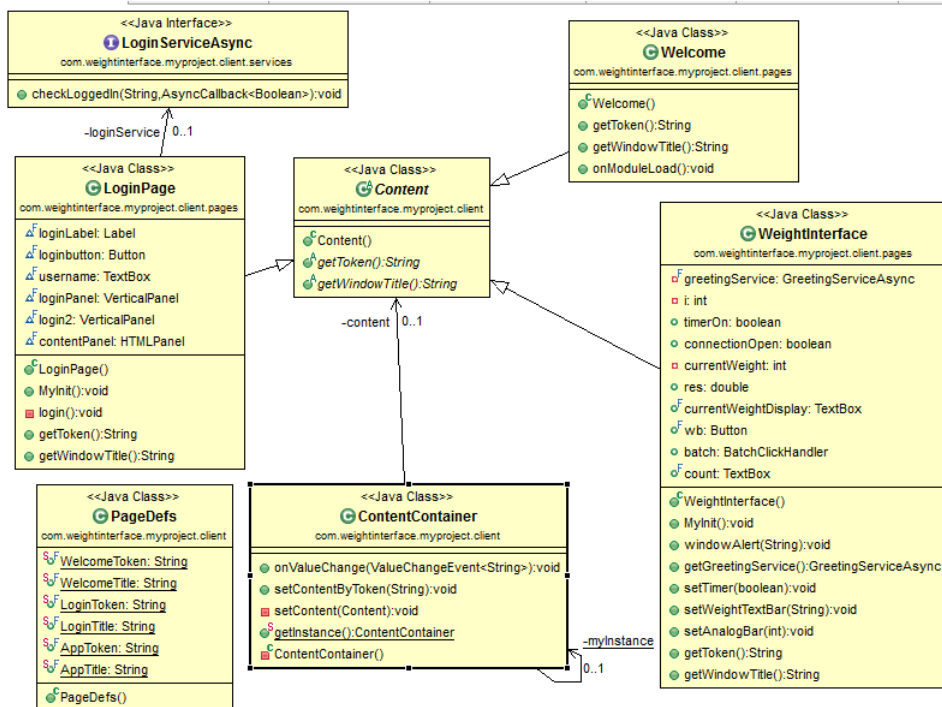 <<Java Interface>>
LoginServiceAsync
com.weightinterface.myproject.client.services
checkLoggedIn(String,AsyncCallback<Boolean>):void
-loginService 0..1
<<Java Class>>
Welcome
com.weightinterface.myproject.client.pages
Welcome()
getToken():String
getWindowTitle():String
onModuleLoad():void
<<Java Class>>
LoginPage
com.weightinterface.myproject.client.pages
loginLabel: Label
loginbutton: Button
username: TextBox
loginPanel: VerticalPanel
login2: VerticalPanel
contentPanel: HTMLPanel
LoginPage()
MyInit():void
login():void
getToken():String
getWindowTitle():String
<<Java Class>>
Content
com.weightinterface.myproject.client
Content()
getToken():String
getWindowTitle():String
-content 0..1
<<Java Class>>
WeightInterface
com.weightinterface.myproject.client.pages
greetingService: GreetingServiceAsync
i: int
timerOn: boolean
connectionOpen: boolean
currentWeight: int
res: double
currentWeightDisplay: TextBox
wb: Button
batch: BatchClickHandler
count: TextBox
WeightInterface()
MyInit():void
windowAlert(String):void
getGreetingService():GreetingServiceAsync
setTimer(boolean):void
setWeightTextBar(String):void
setAnalogBar(int):void
getToken():String
getWindowTitle():String
<<Java Class>>
PageDefs
com.weightinterface.myproject.client
WelcomeToken: String
WelcomeTitle: String
LoginToken: String
LoginTitle: String
AppToken: String
AppTitle: String
PageDefs()
<<Java Class>>
ContentContainer
com.weightinterface.myproject.client
onValueChange(ValueChangeEvent<String>):void
setContentByToken(String):void
setContent(Content):void
getInstance():ContentContainer
ContentContainer()
-myInstance
0..1